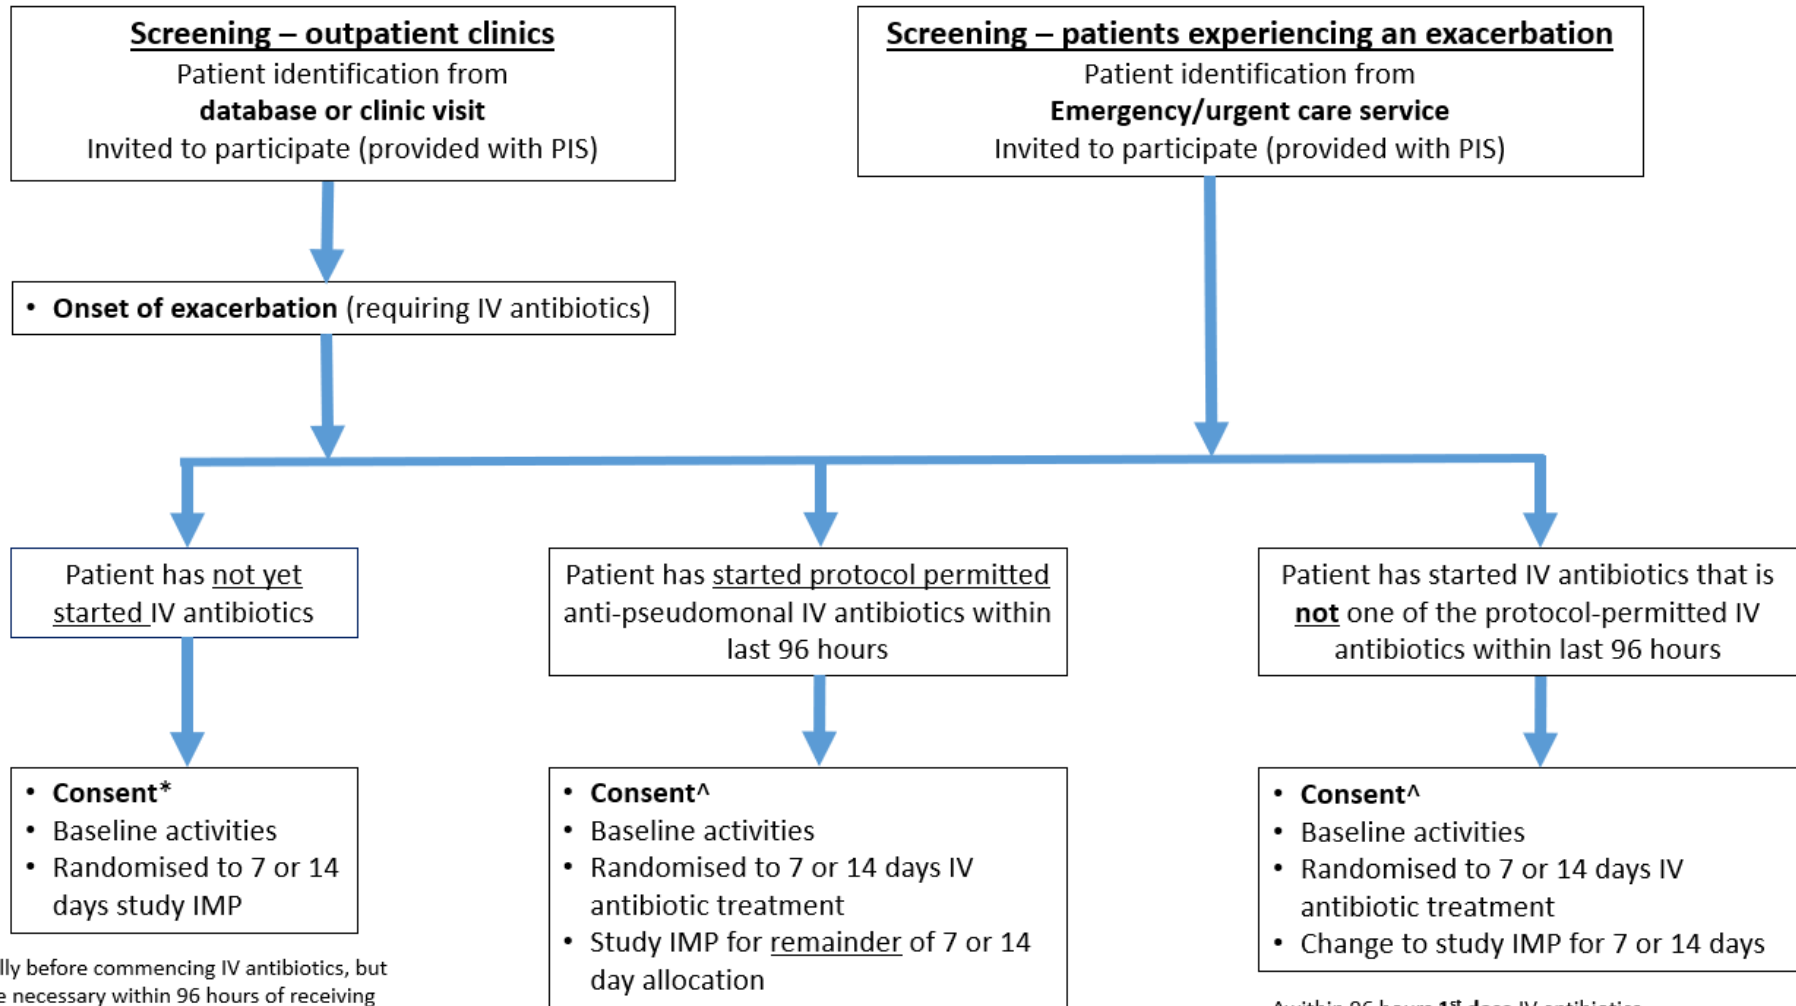 Screening – outpatient clinics
Patient identification from
database or clinic visit
Invited to participate (provided with PIS)
Screening – patients experiencing an exacerbation
Patient identification from
Emergency/urgent care service
Invited to participate (provided with PIS)
• Onset of exacerbation (requiring IV antibiotics)
Patient has not yet
started IV antibiotics
Patient has started protocol permitted
anti-pseudomonal IV antibiotics within
last 96 hours
Patient has started IV antibiotics that is
not one of the protocol-permitted IV
antibiotics within last 96 hours
• Consent*
• Baseline activities
• Randomised to 7 or 14
days study IMP
• Consent^
• Baseline activities
• Randomised to 7 or 14 days IV
antibiotic treatment
• Study IMP for remainder of 7 or 14
day allocation
• Consent^
• Baseline activities
• Randomised to 7 or 14 days IV
antibiotic treatment
• Change to study IMP for 7 or 14 days
before commencing IV antibiotics, but
necessary within 96 hours of receiving
^within 96 hours 1st dose IV antibiotics